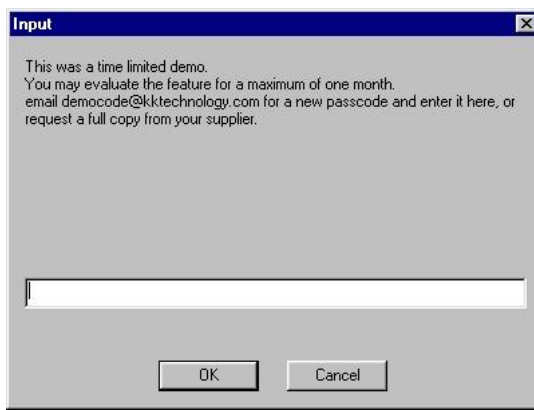 Input
This was a time limited demo.
You may evaluate the feature for a maximum of one month.
email democode@kktechnology.com for a new passcode and enter it here, or
request a full copy from your supplier.
OK
Cancel